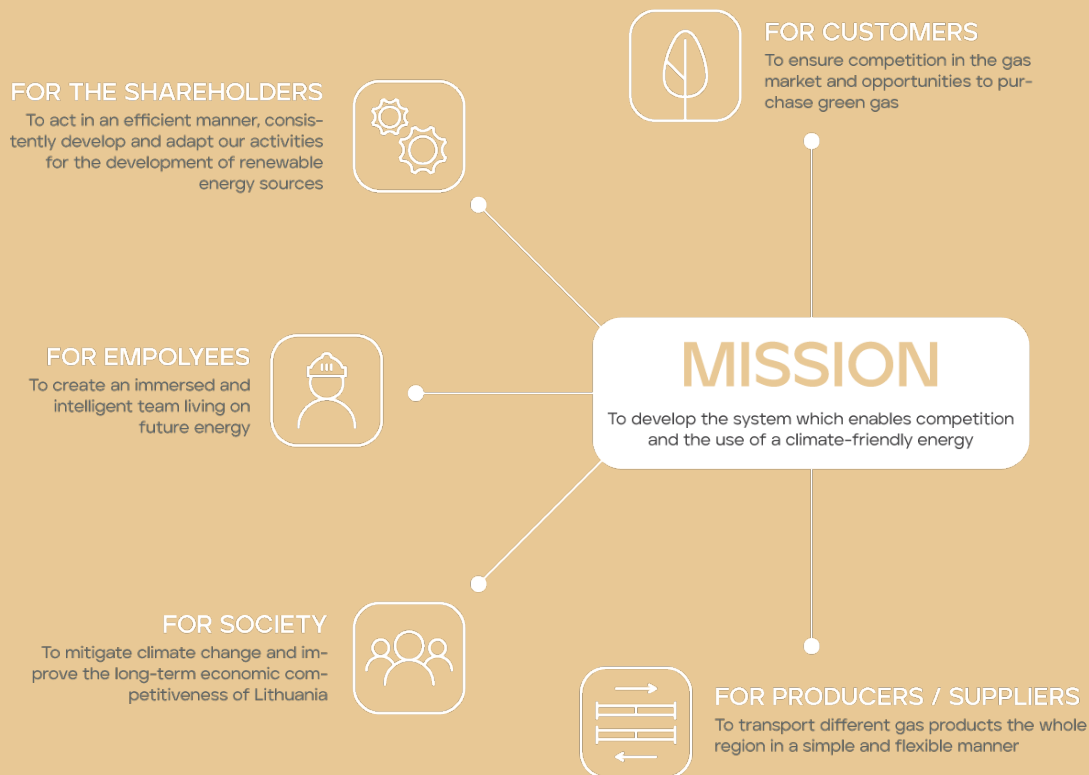 FOR CUSTOMERS
To ensure competition in the gas
market and opportunities to pur-
chase green gas
FOR THE SHAREHOLDERS
To act in an efficient manner, consis-
tently develop and adapt our activities
for the development of renewable
energy sources
MISSION
To develop the system which enables competition
and the use of a climate-friendly energy
FOR EMPOLYEES
To create an immersed and
intelligent team living on
future energy
FOR SOCIETY
To mitigate climate change and im-
prove the long-term economic com-
petitiveness of Lithuania
FOR PRODUCERS / SUPPLIERS
To transport different gas products the whole
region in a simple and flexible manner